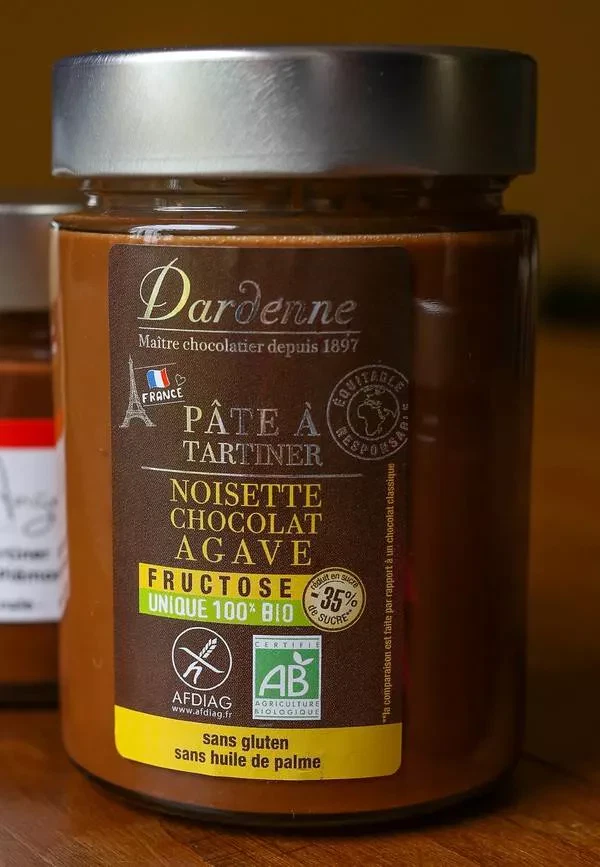 Dardenne
Maître chocolatier depuis 1897
FRANCE
ÉQUITABLE
RESPONSABLE
PÂTE À
TARTINER
NOISETTE
CHOCOLAT
AGAVE
FRUCTOSE
UNIQUE 100% BIO
réduit en sucre
- 35%
de SUCRE**
AFDIAG
www.afdiag.fr
CERTIFIÉ
AB
AGRICULTURE
BIOLOGIQUE
**la comparaison est faite par rapport à un chocolat classique
sans gluten
sans huile de palme